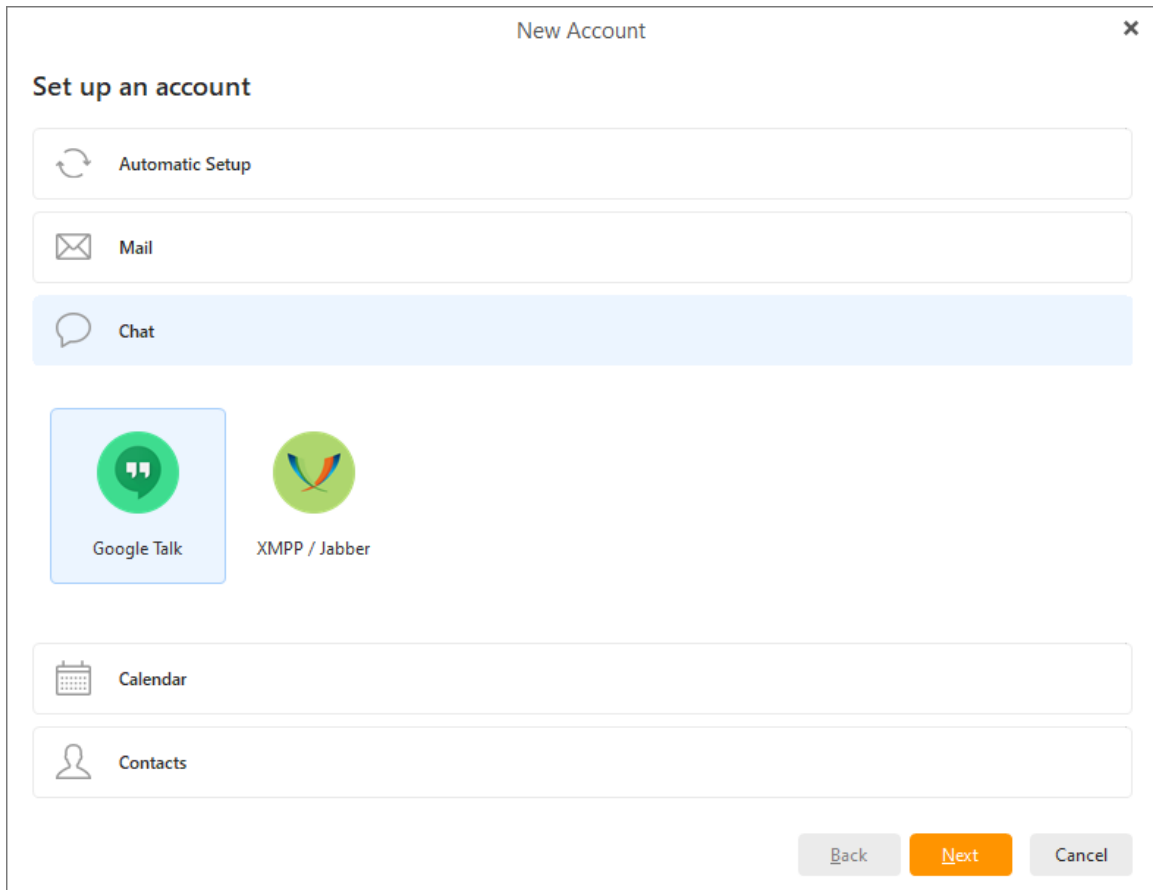 New Account
Set up an account
Automatic Setup
Mail
Chat
Google Talk
XMPP / Jabber
Calendar
Contacts
Back
Next
Cancel